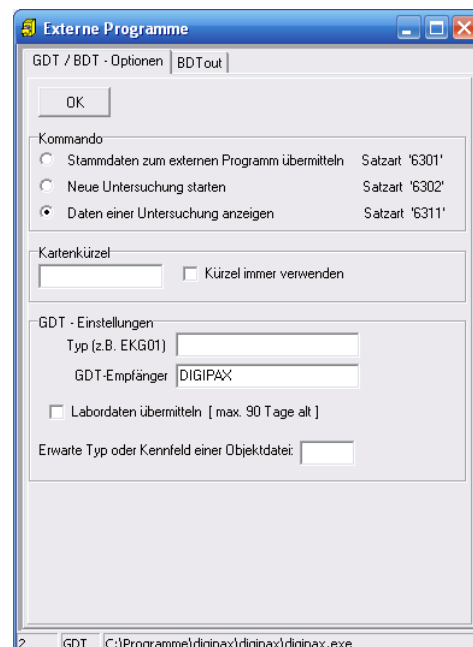 Externe Programme
GDT / BDT - Optionen BDTout
OK
Kommando
Stammdaten zum externen Programm übermitteln Satzart '6301'
Neue Untersuchung starten Satzart '6302'
Daten einer Untersuchung anzeigen Satzart '6311'
Kartenkürzel
Kürzel immer verwenden
GDT - Einstellungen
Typ (z.B. EKG01)
GDT-Empfänger DIGIPAX
Labordaten übermitteln [ max. 90 Tage alt ]
Erwarte Typ oder Kennfeld einer Objektdatei:
2 GDT C:\Programme\digipax\digipax\digipax.exe